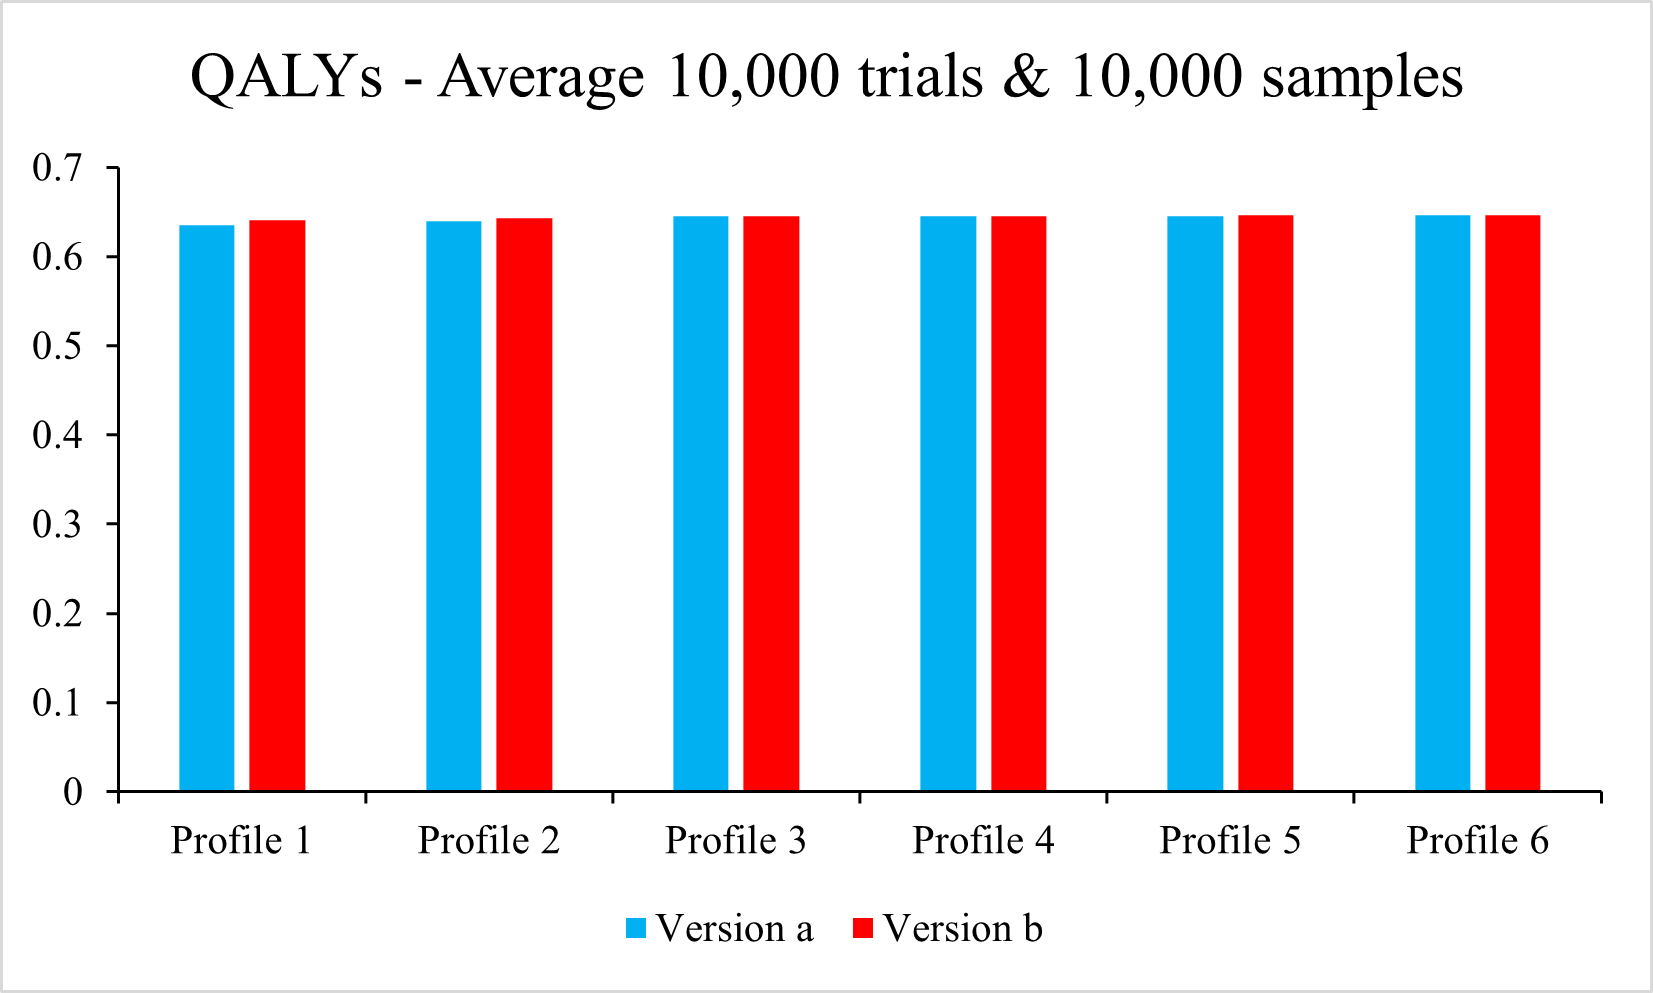 QALYs - Average 10,000 trials & 10,000 samples
0.7
0.6
0.5
0.4
0.3
0.2
0.1
0
Profile 1 Profile 2 Profile 3 Profile 4 Profile 5 Profile 6
Version a Version b